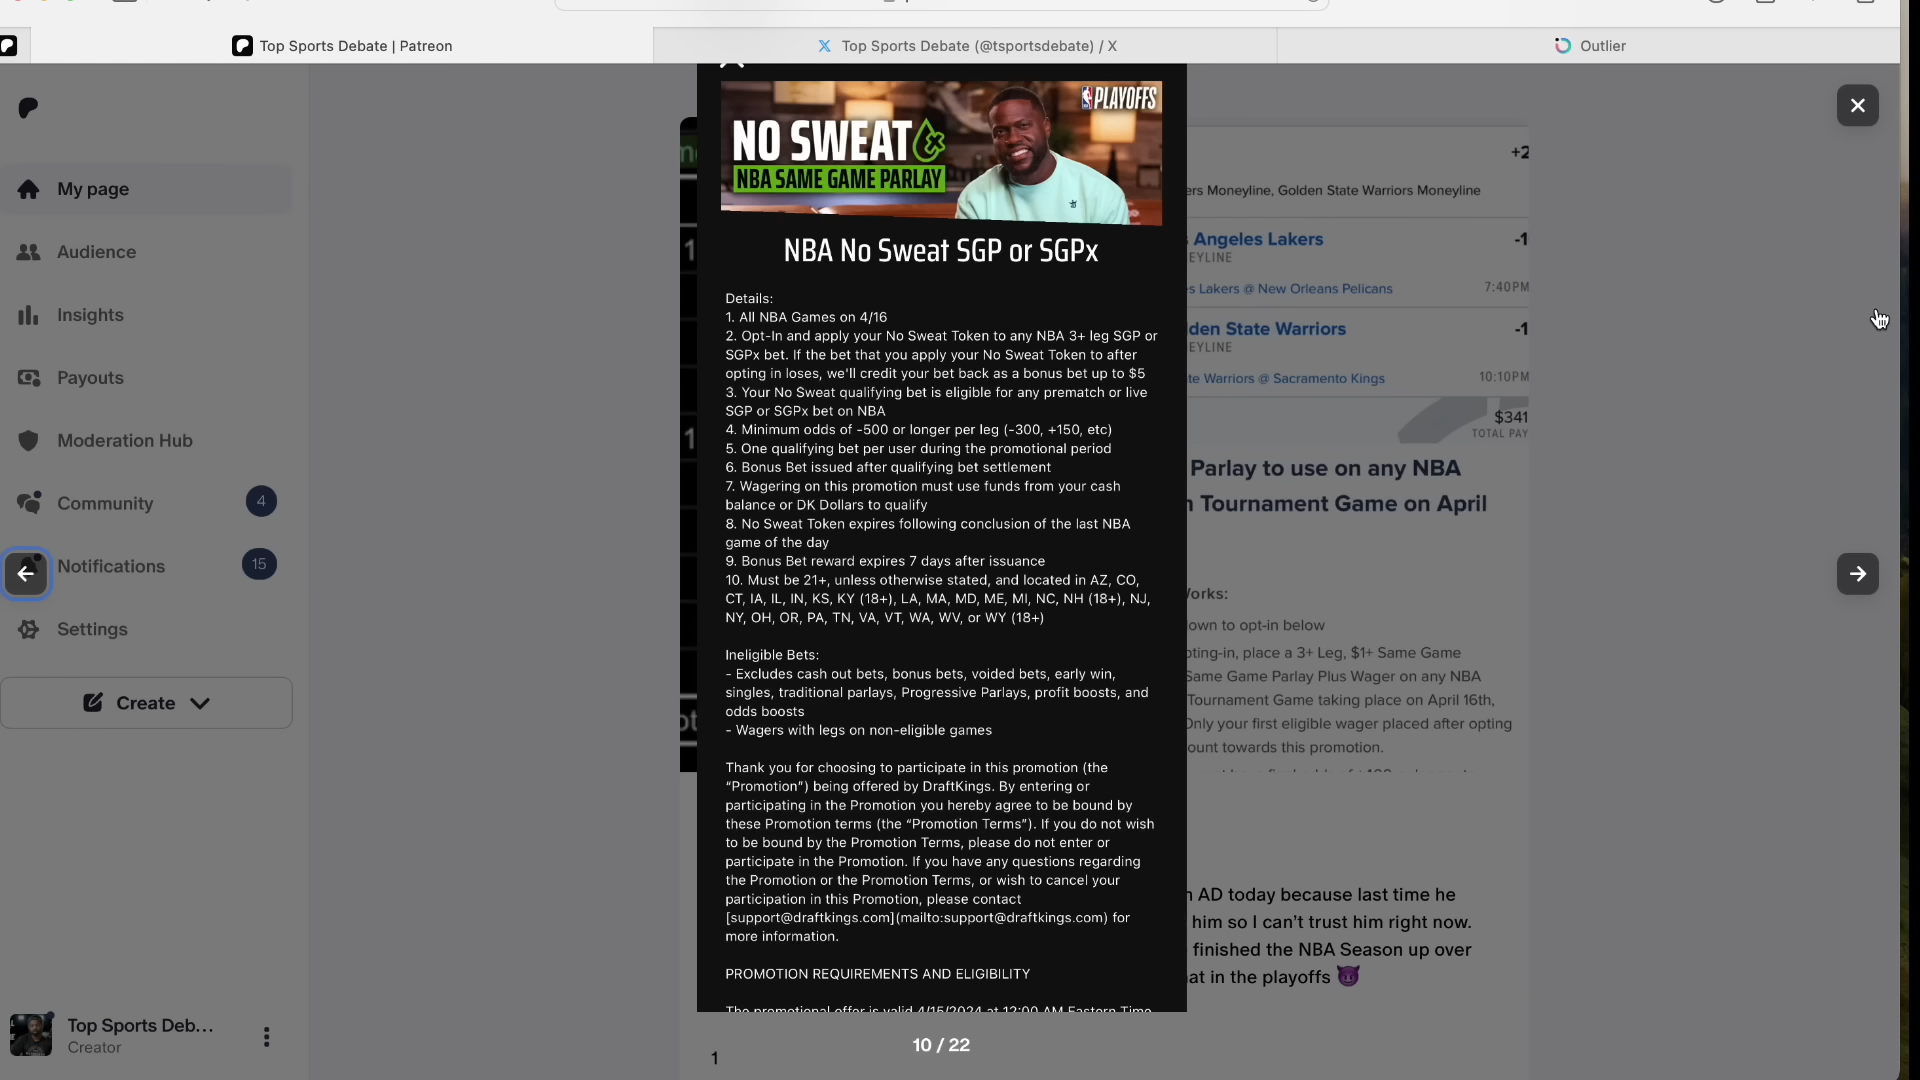 Top Sports Debate | Patreon
Top Sports Debate (@tsportsdebate) / X
Outlier
My page
Audience
Insights
Payouts
Moderation Hub
Community
4
Notifications
15
Settings
Create
Top Sports Deb...
Creator
PLAYOFFS
NO SWEAT
NBA SAME GAME PARLAY
NBA No Sweat SGP or SGPx
Details:
1. All NBA Games on 4/16
2. Opt-In and apply your No Sweat Token to any NBA 3+ leg SGP or
SGPx bet. If the bet that you apply your No Sweat Token to after
opting in loses, we'll credit your bet back as a bonus bet up to $5
3. Your No Sweat qualifying bet is eligible for any prematch or live
SGP or SGPx bet on NBA
4. Minimum odds of -500 or longer per leg (-300, +150, etc)
5. One qualifying bet per user during the promotional period
6. Bonus Bet issued after qualifying bet settlement
7. Wagering on this promotion must use funds from your cash
balance or DK Dollars to qualify
8. No Sweat Token expires following conclusion of the last NBA
game of the day
9. Bonus Bet reward expires 7 days after issuance
10. Must be 21+, unless otherwise stated, and located in AZ, CO,
CT, IA, IL, IN, KS, KY (18+), LA, MA, MD, ME, MI, NC, NH (18+), NJ,
NY, OH, OR, PA, TN, VA, VT, WA, WV, or WY (18+)
Ineligible Bets:
- Excludes cash out bets, bonus bets, voided bets, early win,
singles, traditional parlays, Progressive Parlays, profit boosts, and
odds boosts
- Wagers with legs on non-eligible games
Thank you for choosing to participate in this promotion (the
“Promotion”) being offered by DraftKings. By entering or
participating in the Promotion you hereby agree to be bound by
these Promotion terms (the “Promotion Terms”). If you do not wish
to be bound by the Promotion Terms, please do not enter or
participate in the Promotion. If you have any questions regarding
the Promotion or the Promotion Terms, or wish to cancel your
participation in this Promotion, please contact
[support@draftkings.com](mailto:support@draftkings.com) for
more information.
PROMOTION REQUIREMENTS AND ELIGIBILITY
The promotional offer is valid 4/15/2024 at 12:00 AM Eastern Time
10 / 22
1
+2
ers Moneyline, Golden State Warriors Moneyline
Angeles Lakers
-1
EYLINE
s Lakers @ New Orleans Pelicans
7:40PM
den State Warriors
-1
EYLINE
te Warriors @ Sacramento Kings
10:10PM
$341
TOTAL PAY
Parlay to use on any NBA
Tournament Game on April
orks:
own to opt-in below
pting-in, place a 3+ Leg, $1+ Same Game
Same Game Parlay Plus Wager on any NBA
Tournament Game taking place on April 16th,
Only your first eligible wager placed after opting
ount towards this promotion.
AD today because last time he
him so I can’t trust him right now.
finished the NBA Season up over
at in the playoffs 😈